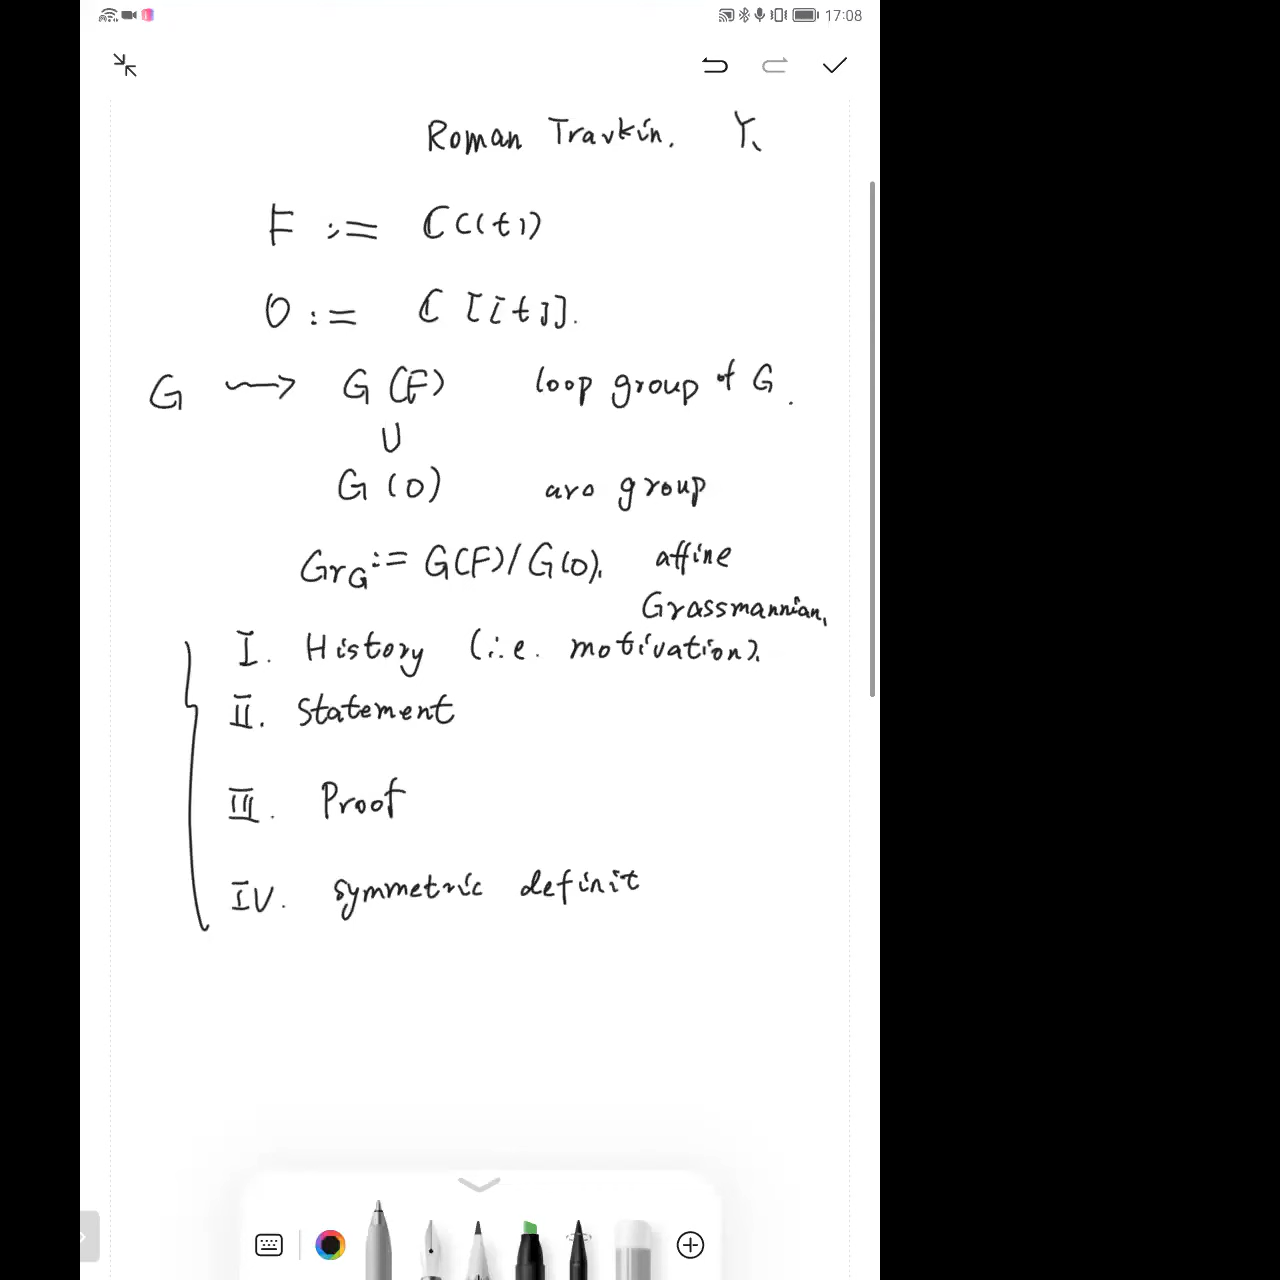 17:08
Roman Travkin. Y.
F := ℂ((t))
O := ℂ[[t]].
G ⇝ G(F) loop group of G.
∪
G(O) arc group
Gr_G := G(F)/G(O). affine
Grassmannian.
I. History (i.e. motivation).
II. Statement
III. Proof
IV. symmetric definit